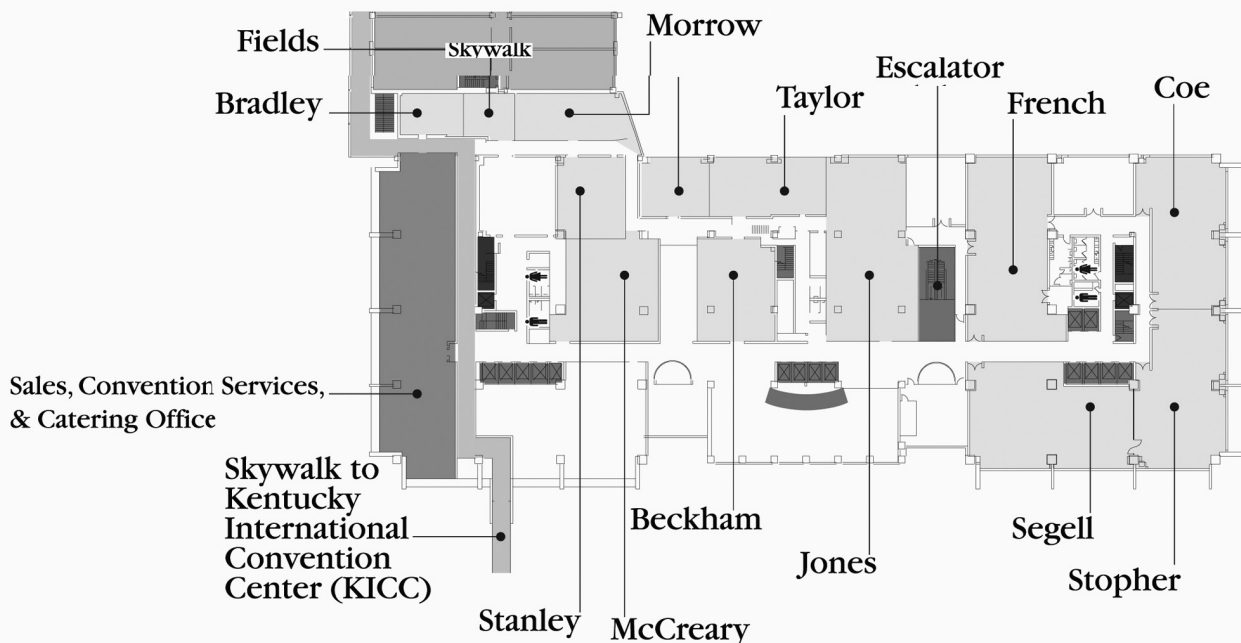 Morrow
Fields
Skywalk
Escalator
Bradley
Taylor
French
Coe
Sales, Convention Services,
& Catering Office
Skywalk to
Kentucky
International
Convention
Center (KICC)
Beckham
Segell
Jones
Stopher
Stanley
McCreary